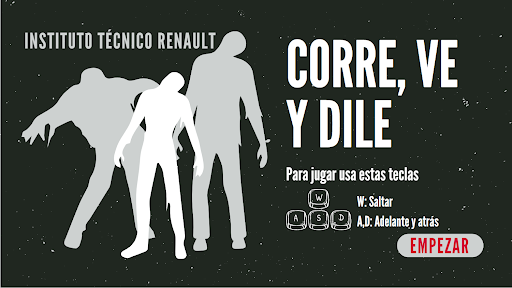 INSTITUTO TÉCNICO RENAULT
CORRE, VE
Y DILE
Para jugar usa estas teclas
W
W: Saltar
A S D
A,D: Adelante y atrás
EMPEZAR